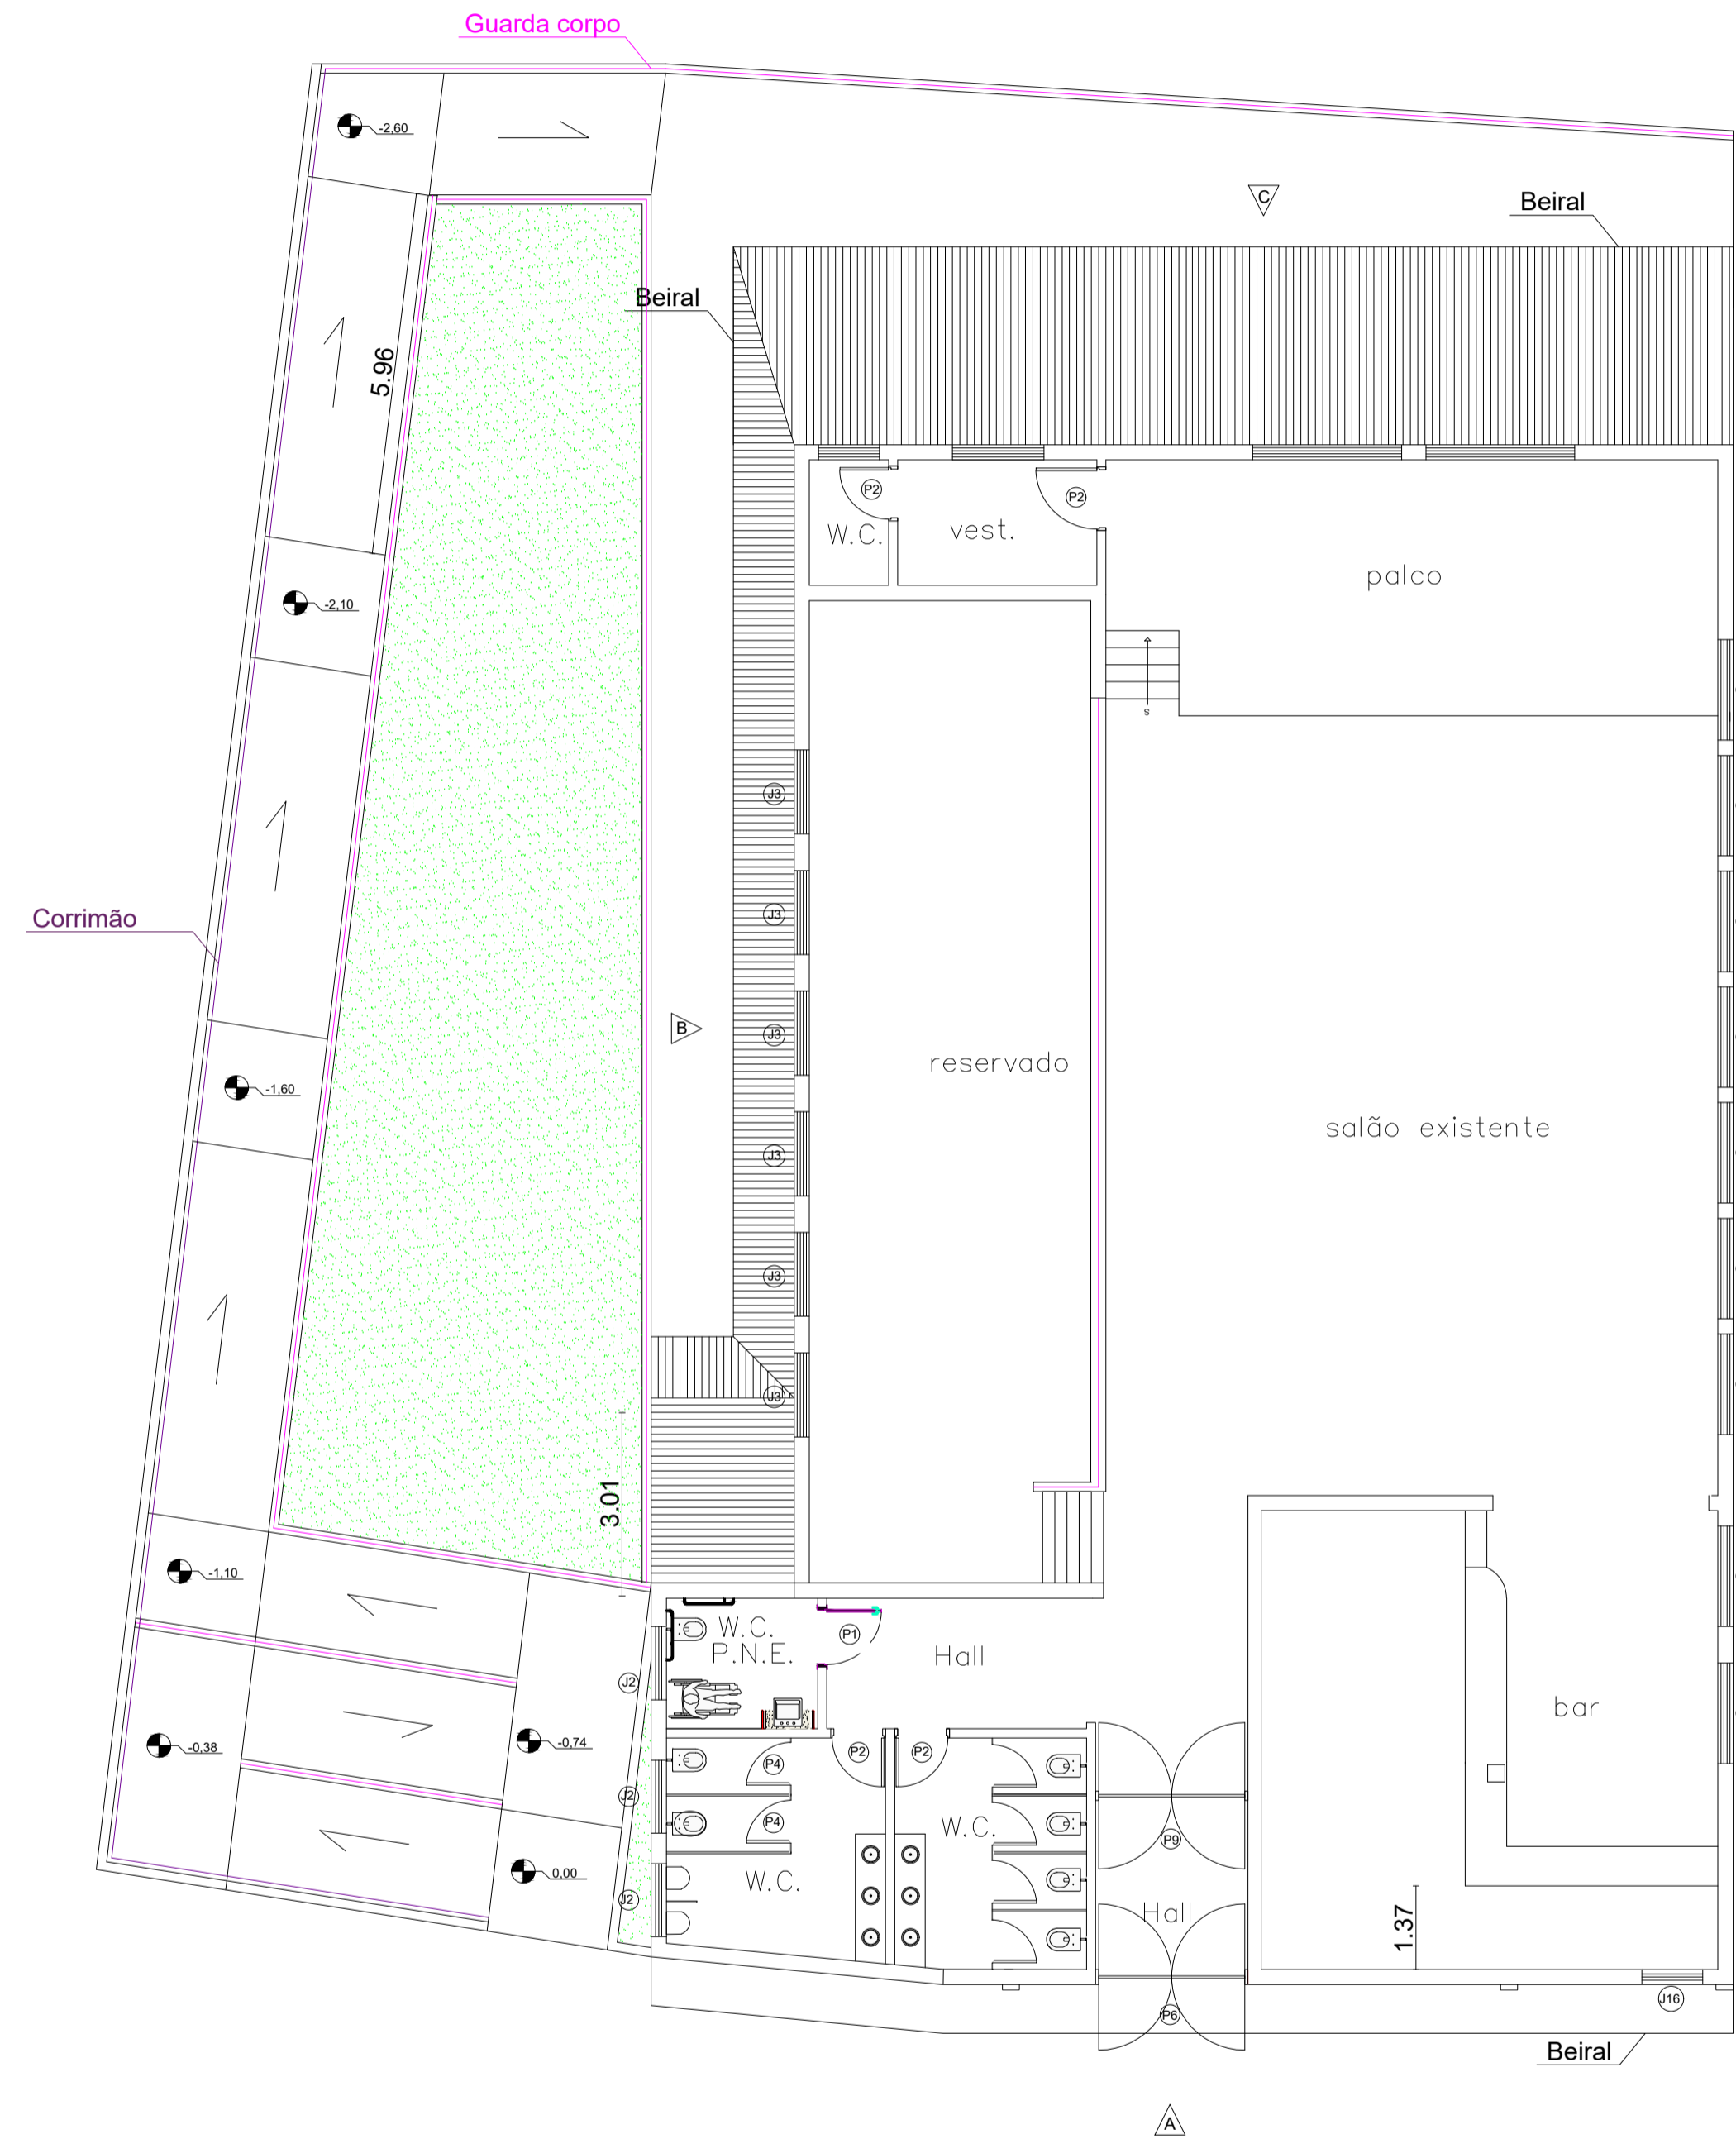 Guarda corpo
-2,60
C
Beiral
Beiral
5.96
P2
P2
W.C.
vest.
palco
-2,10
S
J3
J3
Corrimão
B
J3
reservado
-1,60
salão existente
J3
J3
J3
3.01
-1,10
W.C.
P.N.E.
P1
Hall
J2
bar
-0,38
-0,74
P2
P2
P4
J2
P4
W.C.
P9
0,00
W.C.
J2
Hall
1.37
J16
P6
Beiral
A